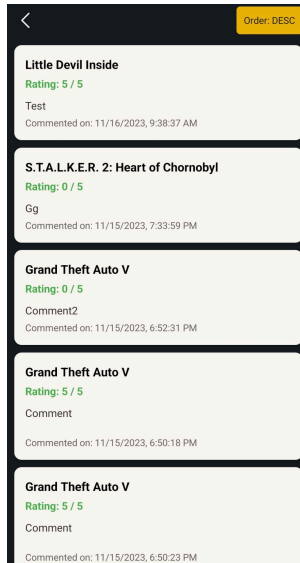 Order: DESC
Little Devil Inside
Rating: 5 / 5
Test
Commented on: 11/16/2023, 9:38:37 AM
S.T.A.L.K.E.R. 2: Heart of Chornobyl
Rating: 0 / 5
Gg
Commented on: 11/15/2023, 7:33:59 PM
Grand Theft Auto V
Rating: 0 / 5
Comment2
Commented on: 11/15/2023, 6:52:31 PM
Grand Theft Auto V
Rating: 5 / 5
Comment
Commented on: 11/15/2023, 6:50:18 PM
Grand Theft Auto V
Rating: 5 / 5
Comment
Commented on: 11/15/2023, 6:50:23 PM